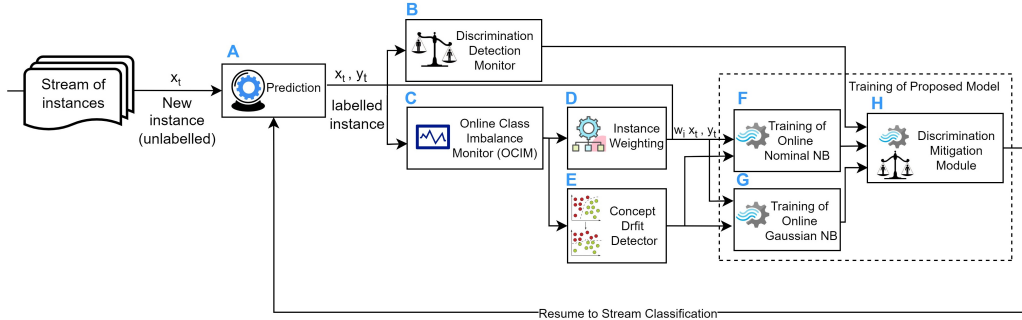 Stream of
instances
xt
New
instance
(unlabelled)
A
Prediction
xt , yt
labelled
instance
B
Discrimination
Detection
Monitor
C
Online Class
Imbalance
Monitor (OCIM)
D
Instance
Weighting
E
Concept
Drfit
Detector
wi xt , yt
Training of Proposed Model
F
Training of
Online
Nominal NB
G
Training of
Online
Gaussian NB
H
Discrimination
Mitigation
Module
Resume to Stream Classification